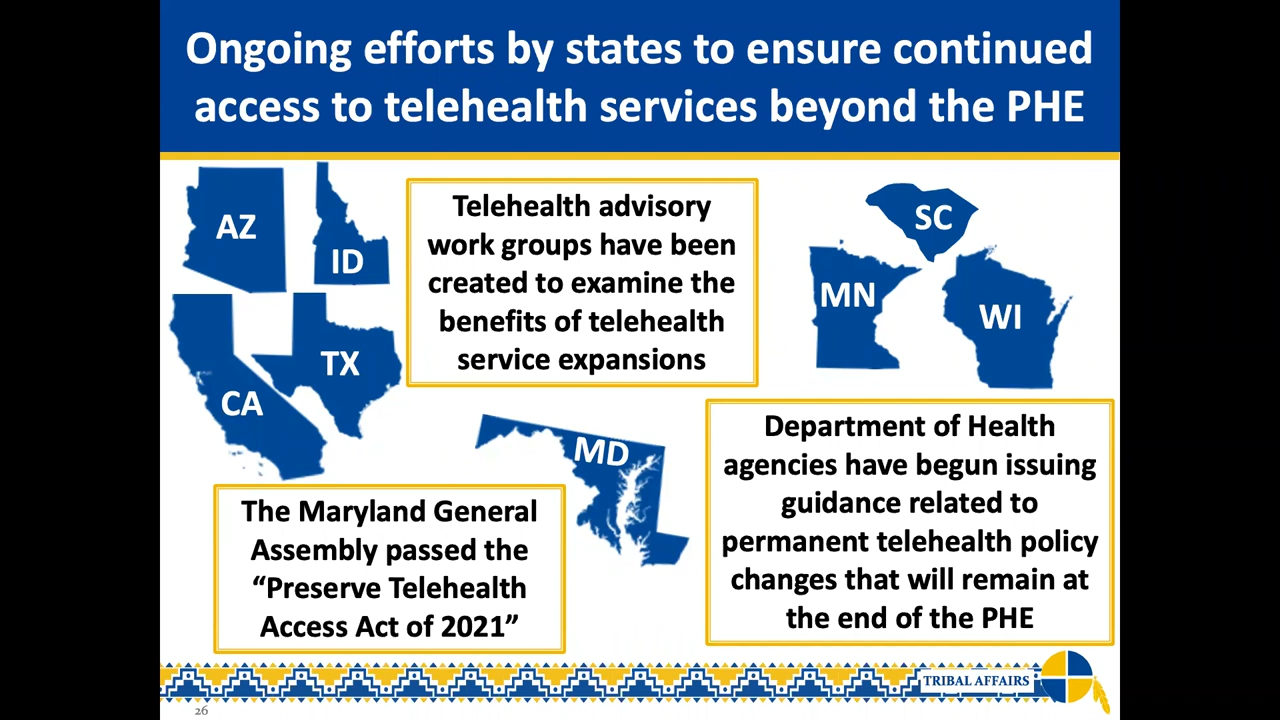 Ongoing efforts by states to ensure continued
access to telehealth services beyond the PHE
AZ
ID
CA
TX
Telehealth advisory
work groups have been
created to examine the
benefits of telehealth
service expansions
SC
MN
WI
MD
The Maryland General
Assembly passed the
“Preserve Telehealth
Access Act of 2021”
Department of Health
agencies have begun issuing
guidance related to
permanent telehealth policy
changes that will remain at
the end of the PHE
TRIBAL AFFAIRS
26